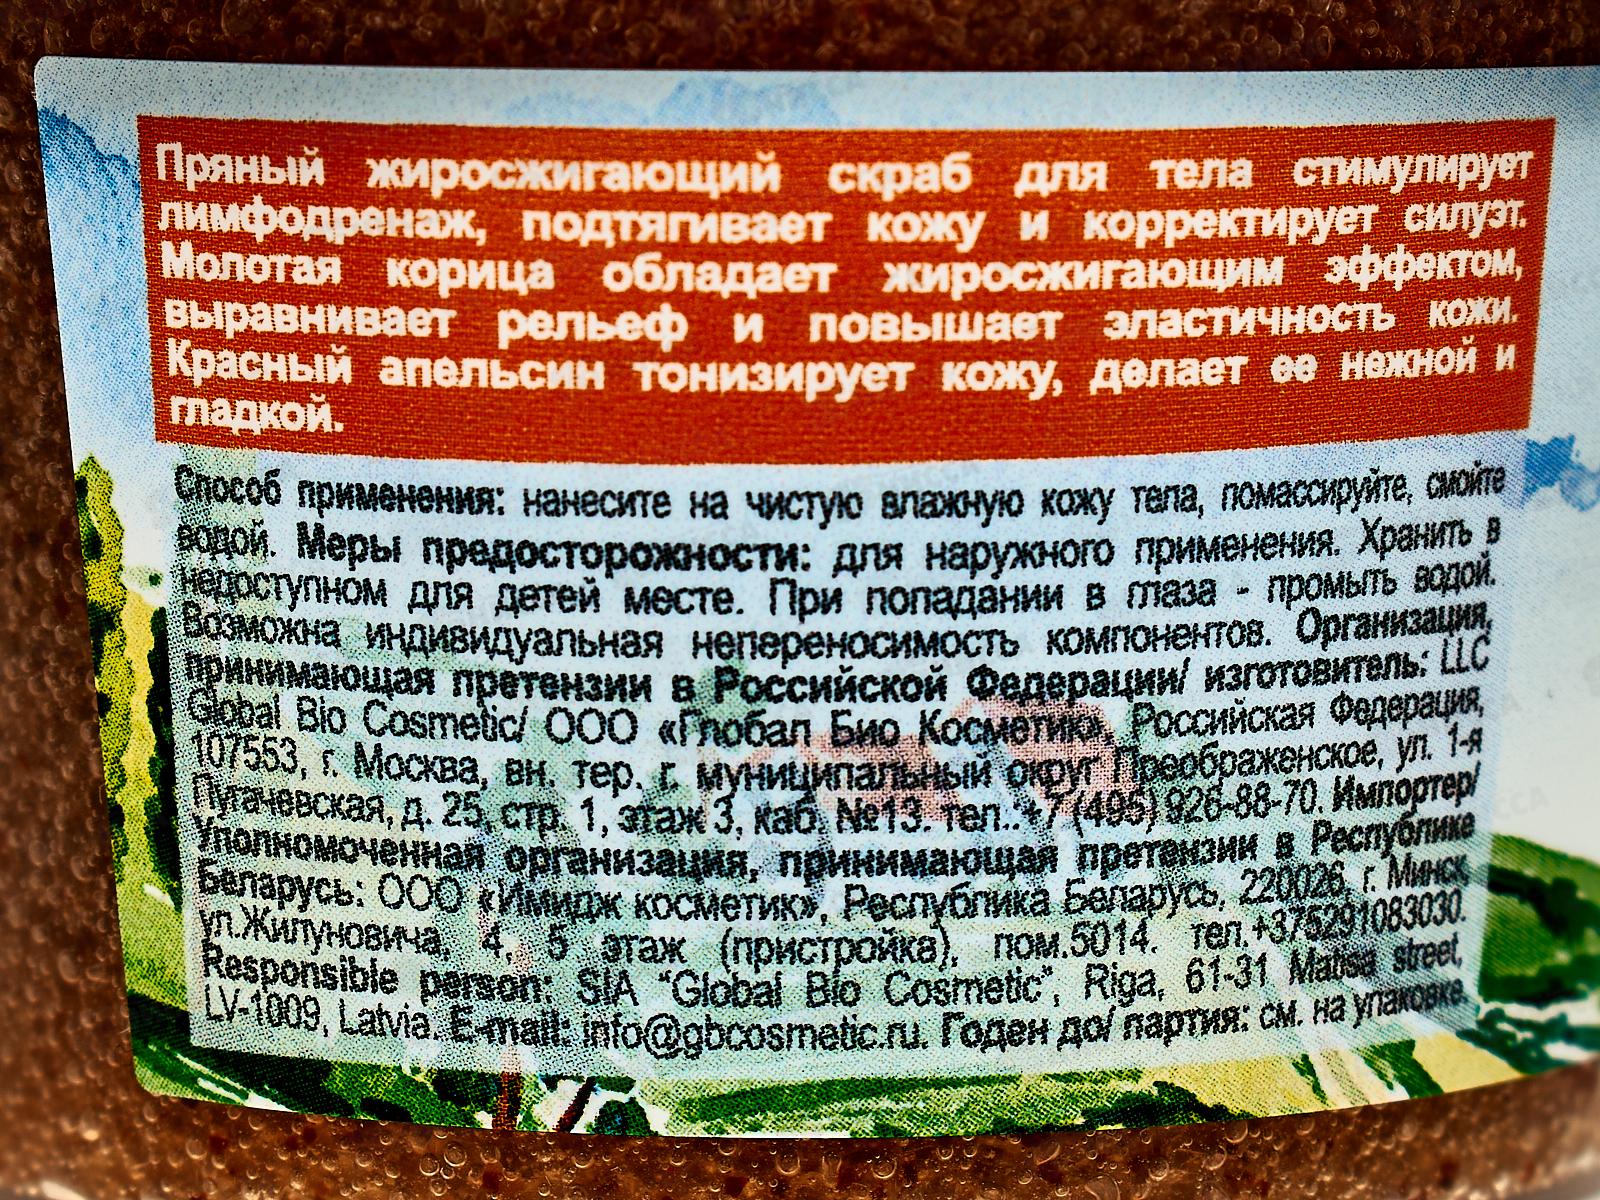 Пряный жиросжигающий скраб для тела стимулирует
лимфодренаж, подтягивает кожу и корректирует силуэт.
Молотая корица обладает жиросжигающим эффектом,
выравнивает рельеф и повышает эластичность кожи.
Красный апельсин тонизирует кожу, делает ее нежной и
гладкой.
Способ применения: нанесите на чистую влажную кожу тела, помассируйте, смойте
водой. Меры предосторожности: для наружного применения. Хранить в
недоступном для детей месте. При попадании в глаза - промыть водой.
Возможна индивидуальная непереносимость компонентов. Организация,
принимающая претензии в Российской Федерации/ изготовитель: LLC
Global Bio Cosmetic/ ООО «Глобал Био Косметик», Российская Федерация,
107553, г. Москва, вн. тер. г. муниципальный округ Преображенское, ул. 1-я
Пугачевская, д. 25, стр. 1, этаж 3, каб. №13. тел.:+7 (495) 926-88-70. Импортер/
Уполномоченная организация, принимающая претензии в Республике
Беларусь: ООО «Имидж косметик», Республика Беларусь, 220026, г. Минск,
ул.Жилуновича, 4, 5 этаж (пристройка), пом.5014. тел.+375291083030.
Responsible person: SIA “Global Bio Cosmetic”, Riga, 61-31 Matisa street,
LV-1009, Latvia. E-mail: info@gbcosmetic.ru. Годен до/ партия: см. на упаковке.